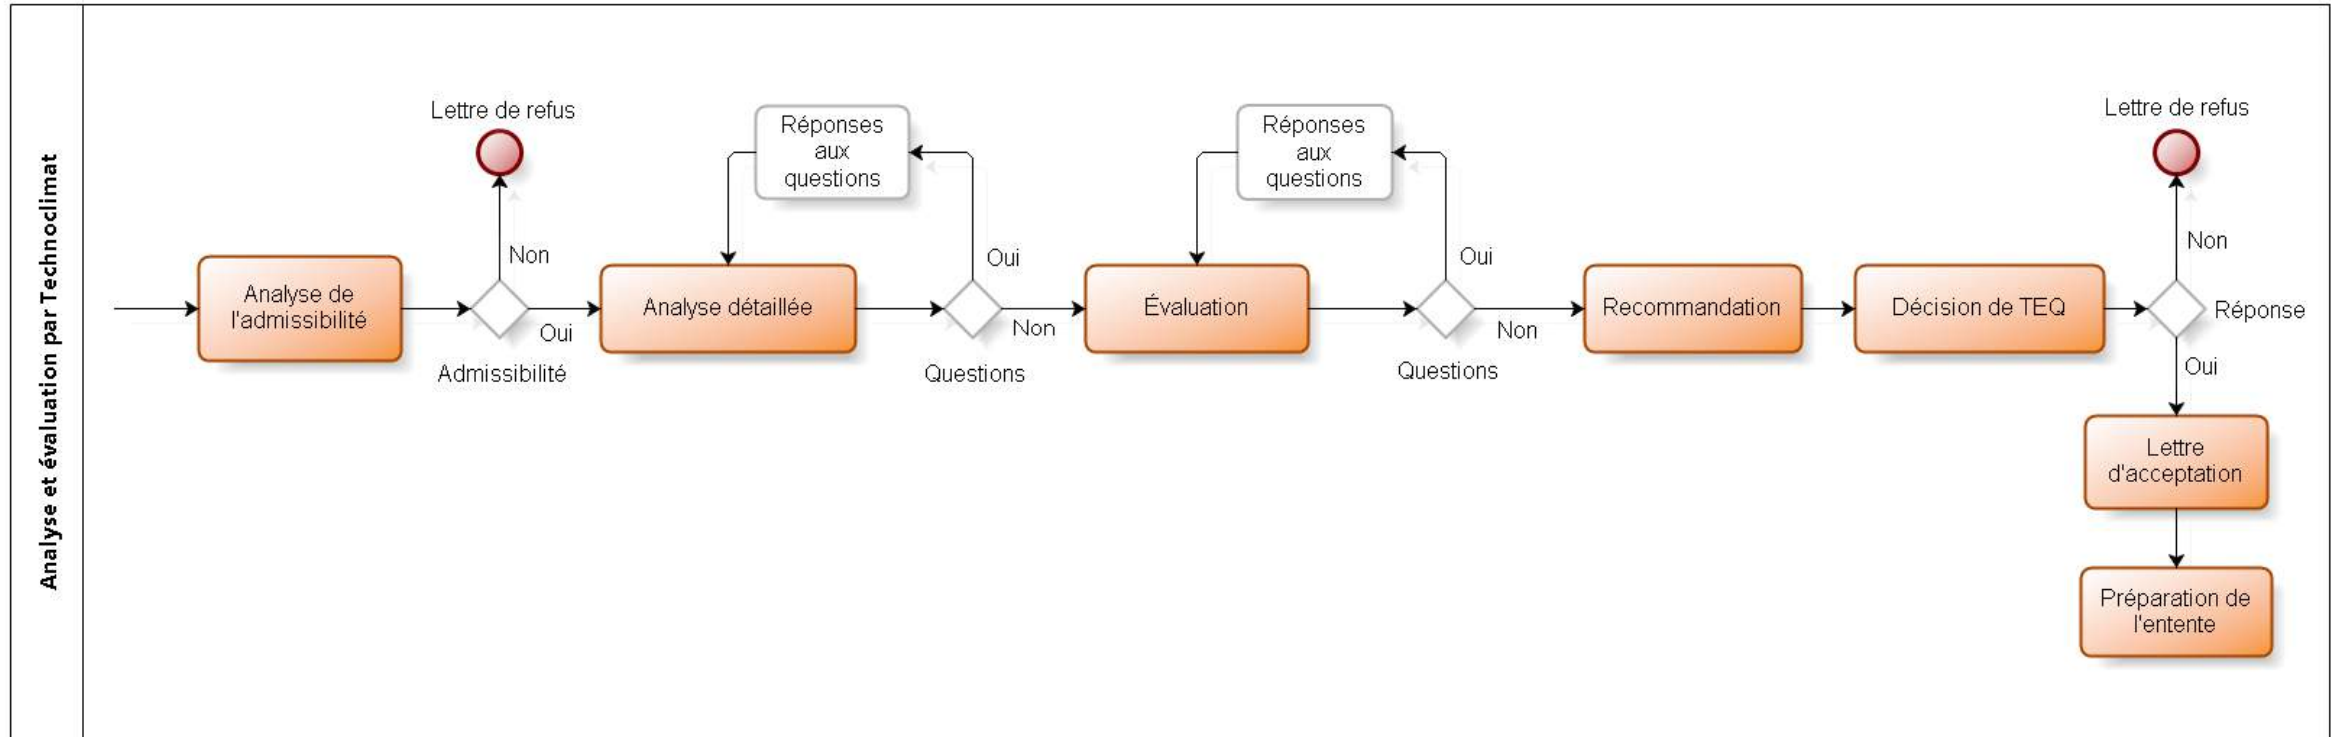 Analyse et évaluation par Technoclimat
Analyse de
l'admissibilité
Lettre de refus
Non
Oui
Admissibilité
Analyse détaillée
Réponses
aux
questions
Oui
Non
Questions
Évaluation
Réponses
aux
questions
Oui
Non
Questions
Recommandation
Décision de TEQ
Lettre de refus
Non
Réponse
Oui
Lettre
d'acceptation
Préparation de
l'entente